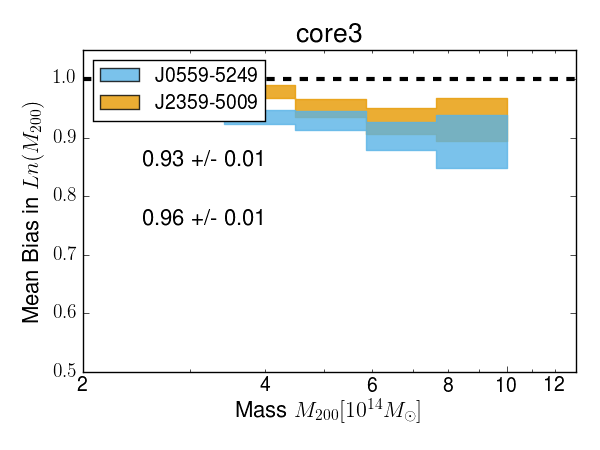 core3
J0559-5249
J2359-5009
0.93 +/- 0.01
0.96 +/- 0.01
Mean Bias in Ln(M₂₀₀)
1.0
0.9
0.8
0.7
0.6
0.5
2 4 6 8 10 12
Mass M₂₀₀[10¹⁴M⊙]